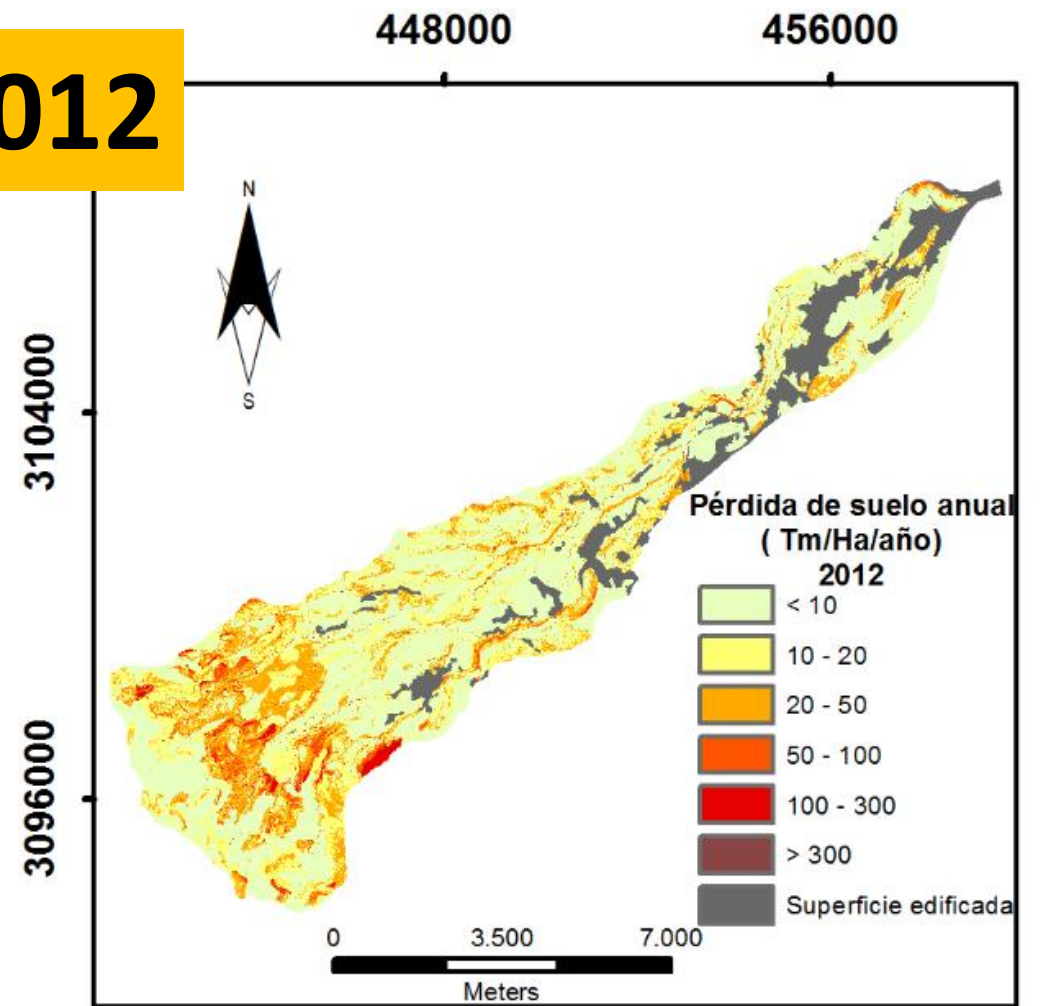 448000 456000
012
N
S
3104000
3096000
Pérdida de suelo anual
( Tm/Ha/año)
2012
< 10
10 - 20
20 - 50
50 - 100
100 - 300
> 300
Superficie edificada
0 3.500 7.000
Meters